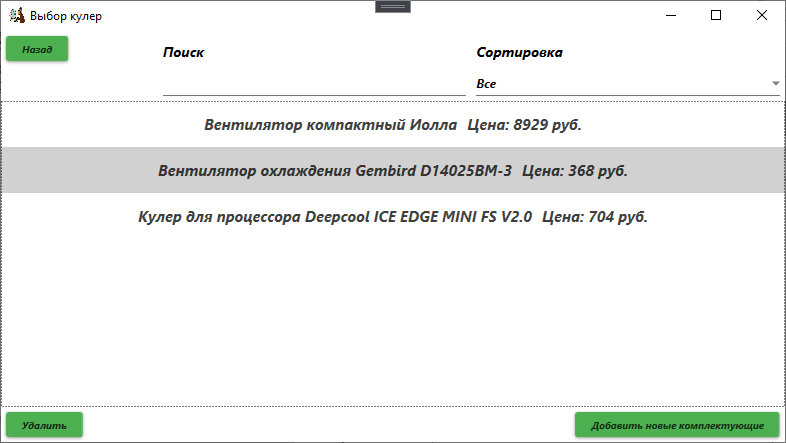 Выбор кулер
Назад
Поиск
Сортировка
Все
Вентилятор компактный Иолла Цена: 8929 руб.
Вентилятор охлаждения Gembird D14025BM-3 Цена: 368 руб.
Кулер для процессора Deepcool ICE EDGE MINI FS V2.0 Цена: 704 руб.
Удалить
Добавить новые комплектующие